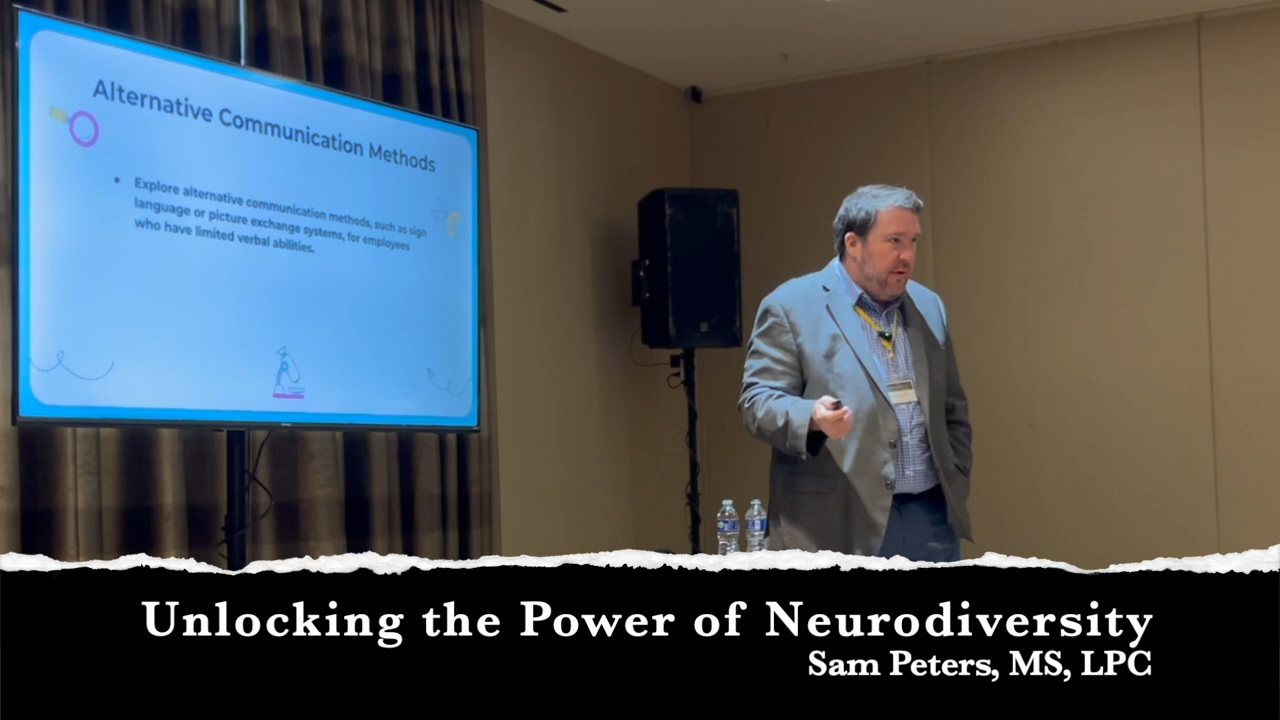 Alternative Communication Methods
• Explore alternative communication methods, such as sign
language or picture exchange systems, for employees
who have limited verbal abilities.
Unlocking the Power of Neurodiversity
Sam Peters, MS, LPC